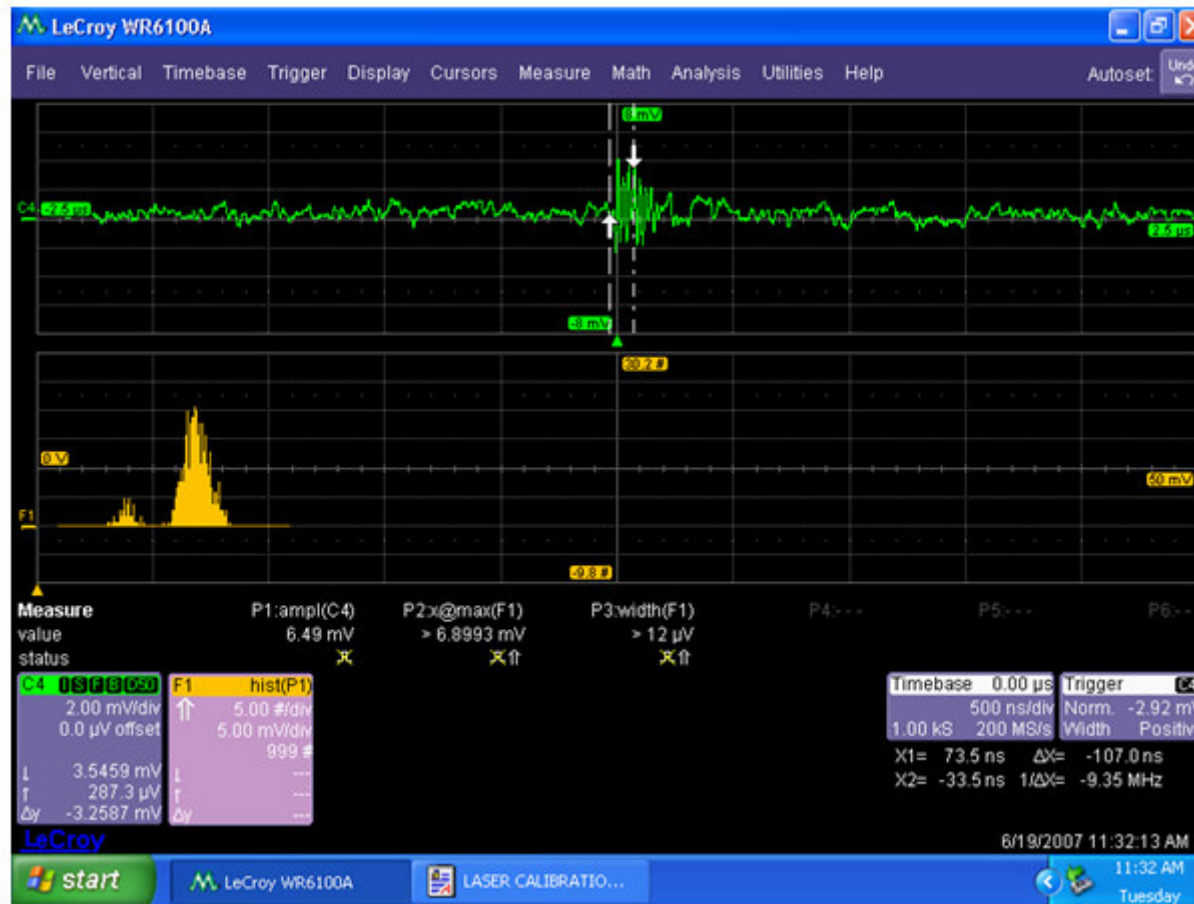 LeCroy WR6100A
File Vertical Timebase Trigger Display Cursors Measure Math Analysis Utilities Help Autoset: Und
8 mV
C4 -2.5 µs
2.5 µs
-8 mV
30.2 #
0 V
50 mV
F1
-9.8 #
Measure P1:ampl(C4) P2:x@max(F1) P3:width(F1) P4:- - - P5:- - - P6:- -
value 6.49 mV > 6.8993 mV > 12 µV
status
C4 F1 hist(P1) Timebase 0.00 µs Trigger C4
2.00 mV/div 5.00 #/div 500 ns/div Norm. -2.92 m
0.0 µV offset 5.00 mV/div 1.00 kS 200 MS/s Width Positiv
999 #
X1= 73.5 ns ΔX= -107.0 ns
↓ 3.5459 mV ↓ ---
X2= -33.5 ns 1/ΔX= -9.35 MHz
↑ 287.3 µV ↑ ---
Δy -3.2587 mV Δy ---
LeCroy 6/19/2007 11:32:13 AM
start LeCroy WR6100A LASER CALIBRATIO... 11:32 AM
Tuesday